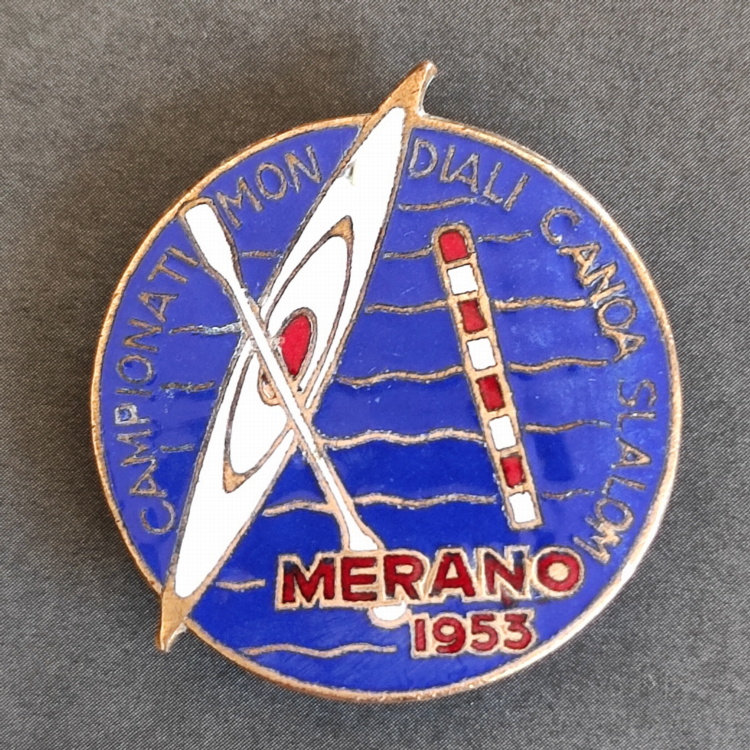 CAMPIONATI MONDIALI CANOA SLALOM
MERANO
1953